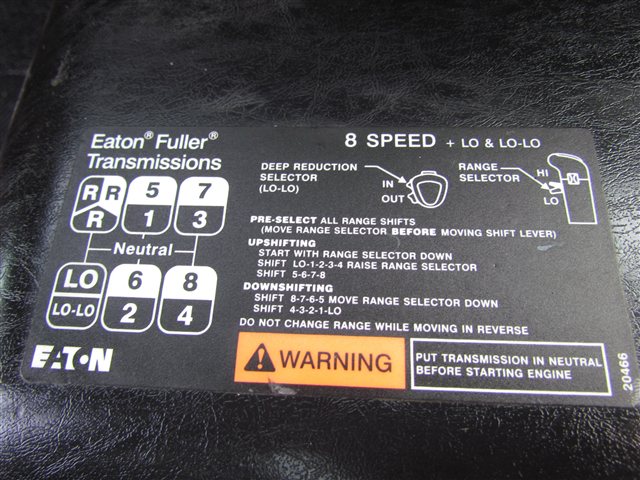 Eaton® Fuller®
Transmissions
8 SPEED + LO & LO-LO
DEEP REDUCTION
SELECTOR
(LO-LO)
IN
OUT
RANGE
SELECTOR
HI
LO
R R
R
5
1
7
3
Neutral
LO
LO-LO
6
2
8
4
PRE-SELECT ALL RANGE SHIFTS
(MOVE RANGE SELECTOR BEFORE MOVING SHIFT LEVER)
UPSHIFTING
START WITH RANGE SELECTOR DOWN
SHIFT LO-1-2-3-4 RAISE RANGE SELECTOR
SHIFT 5-6-7-8
DOWNSHIFTING
SHIFT 8-7-6-5 MOVE RANGE SELECTOR DOWN
SHIFT 4-3-2-1-LO
DO NOT CHANGE RANGE WHILE MOVING IN REVERSE
EATON
WARNING
PUT TRANSMISSION IN NEUTRAL
BEFORE STARTING ENGINE
20466